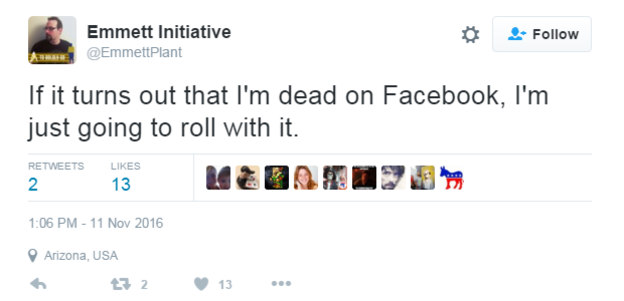 Emmett Initiative
@EmmettPlant
Follow
If it turns out that I'm dead on Facebook, I'm
just going to roll with it.
RETWEETS LIKES
2 13
1:06 PM - 11 Nov 2016
Arizona, USA
2 13